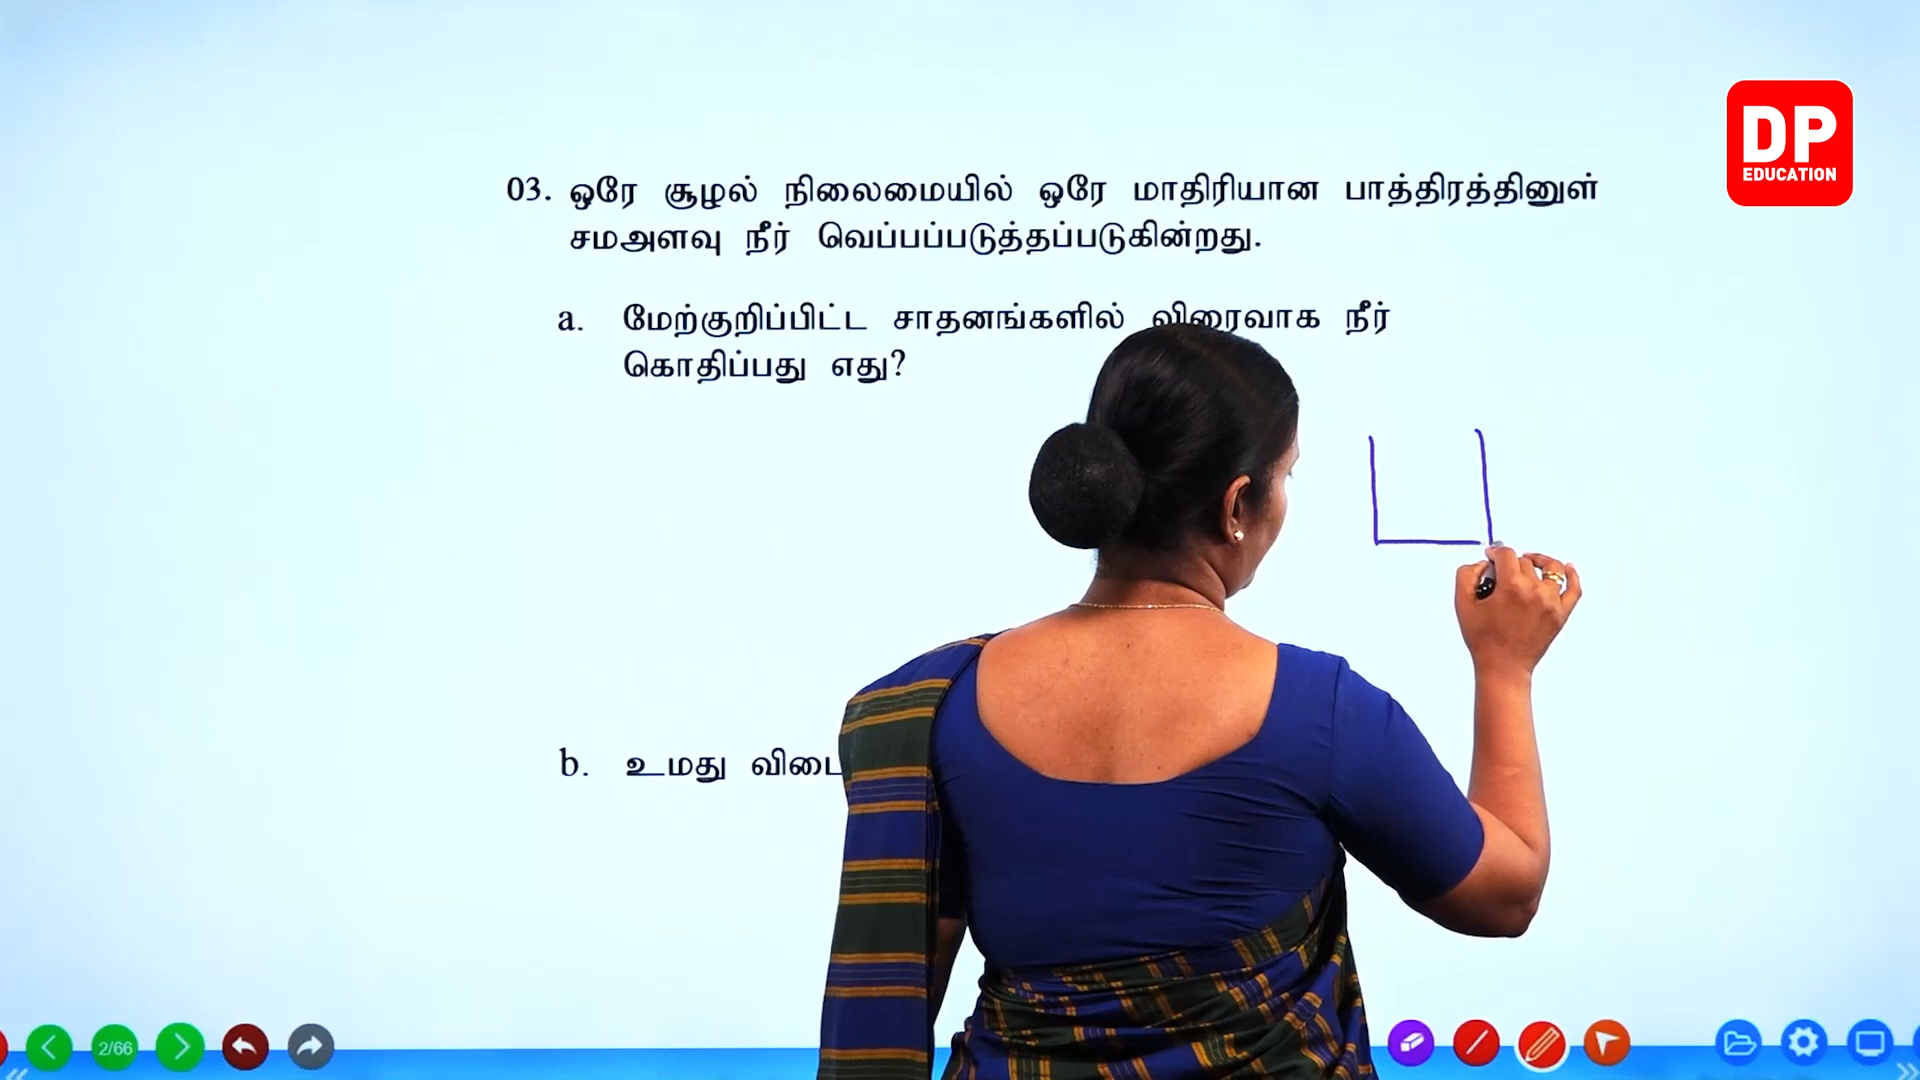 DP
EDUCATION
03. ஒரே சூழல் நிலைமையில் ஒரே மாதிரியான பாத்திரத்தினுள்
சமஅளவு நீர் வெப்பப்படுத்தப்படுகின்றது.
a. மேற்குறிப்பிட்ட சாதனங்களில் விரைவாக நீர்
கொதிப்பது எது?
b. உமது
2/66